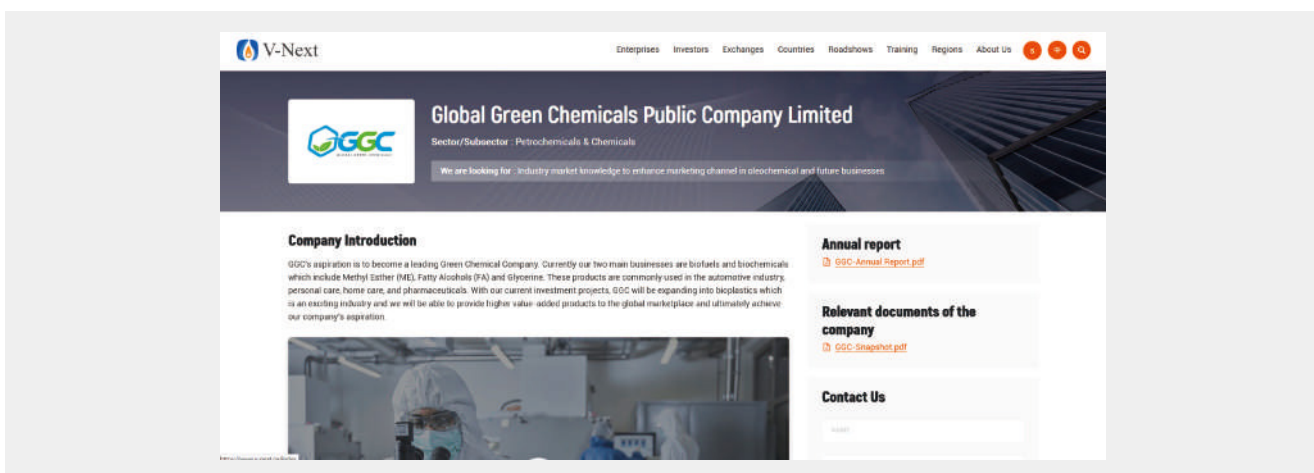 V-Next
Enterprises Investors Exchanges Countries Roadshows Training Regions About Us
GGC
Global Green Chemicals Public Company Limited
Sector/Subsector : Petrochemicals & Chemicals
We are looking for : Industry market knowledge to enhance marketing channel in oleochemical and future businesses
Company Introduction
GGC's aspiration is to become a leading Green Chemical Company. Currently our two main businesses are biofuels and biochemicals
which include Methyl Esther (ME), Fatty Alcohols (FA) and Glycerine. These products are commonly used in the automotive industry,
personal care, home care, and pharmaceuticals. With our current investment projects, GGC will be expanding into bioplastics which
is an exciting industry and we will be able to provide higher value-added products to the global marketplace and ultimately achieve
our company's aspiration.
Annual report
GGC-Annual Report.pdf
Relevant documents of the
company
GGC-Snapshot.pdf
Contact Us